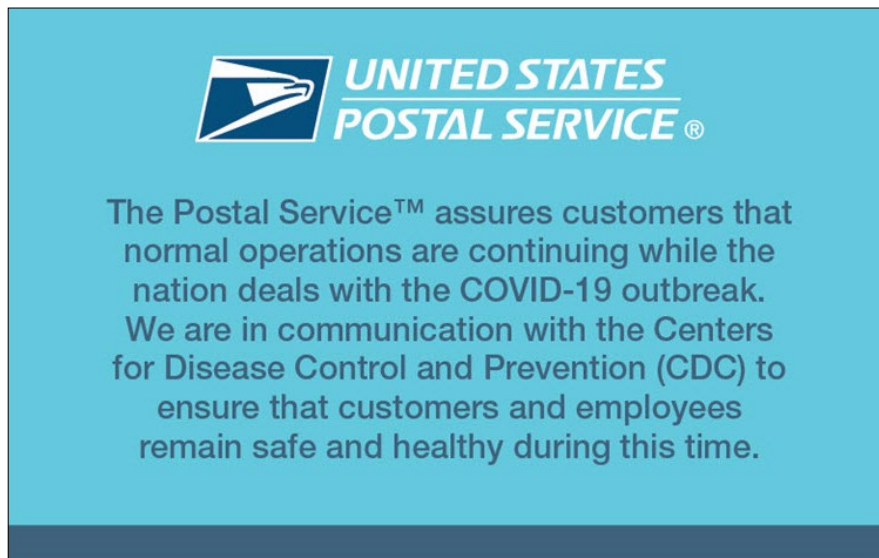 UNITED STATES
POSTAL SERVICE ®
The Postal Service™ assures customers that
normal operations are continuing while the
nation deals with the COVID-19 outbreak.
We are in communication with the Centers
for Disease Control and Prevention (CDC) to
ensure that customers and employees
remain safe and healthy during this time.